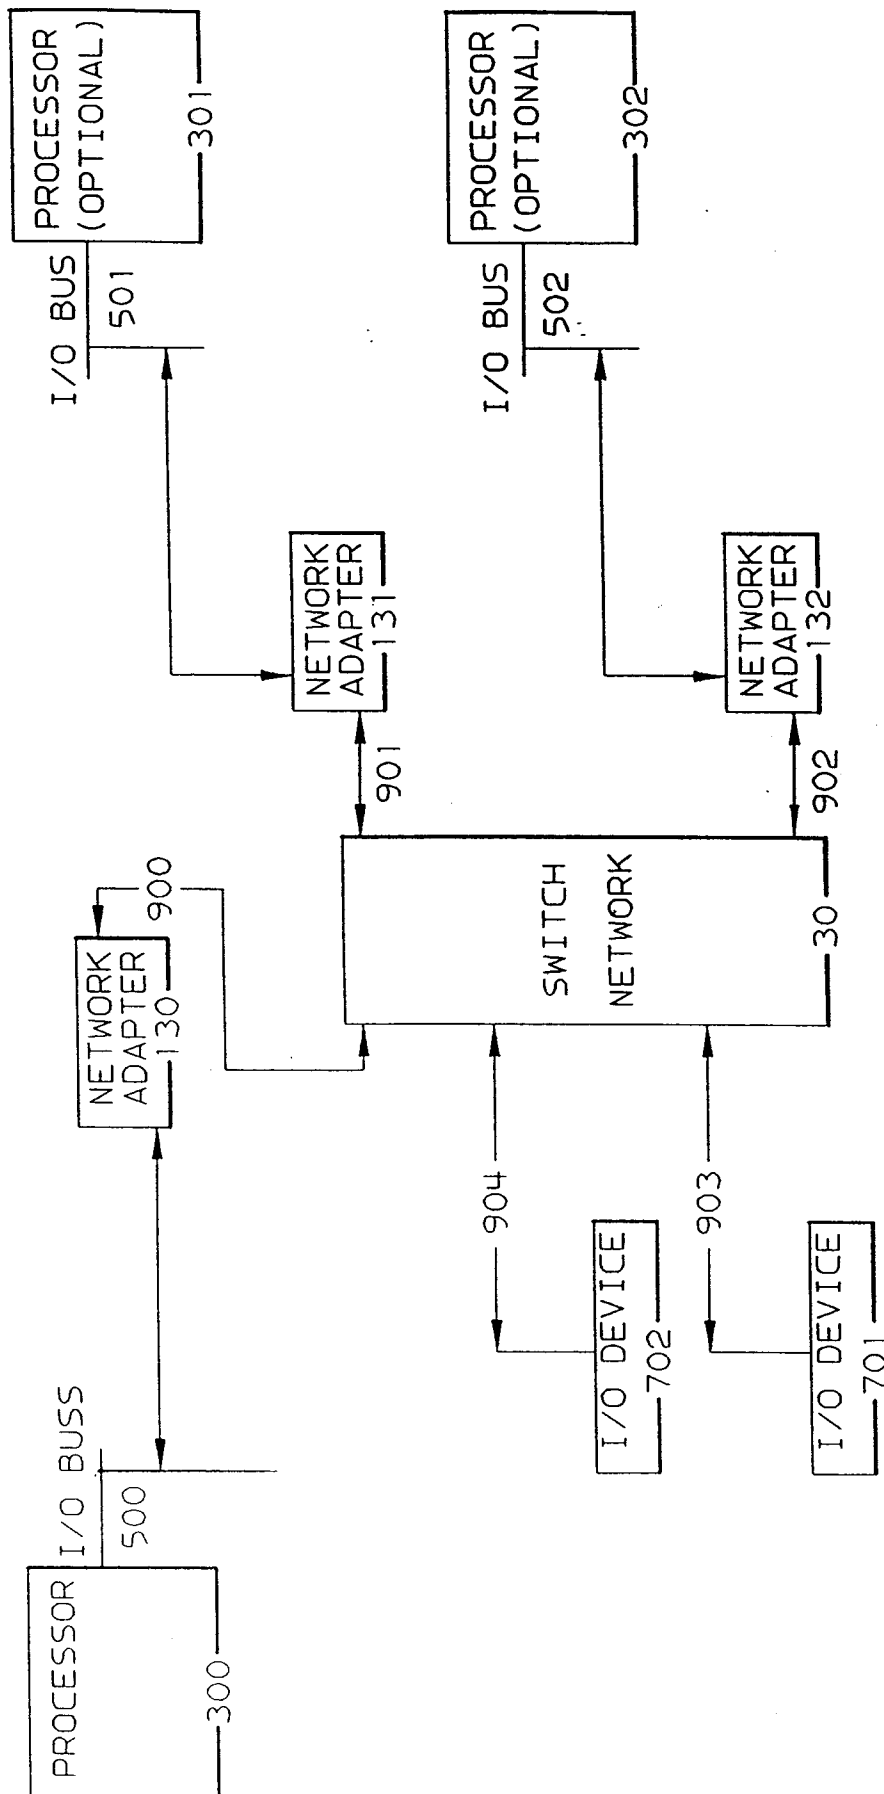 PROCESSOR
300
I/O BUSS
500
NETWORK
ADAPTER
130
900
I/O DEVICE
702
904
I/O DEVICE
701
903
SWITCH
NETWORK
30
901
NETWORK
ADAPTER
131
I/O BUS
501
PROCESSOR
(OPTIONAL)
301
902
NETWORK
ADAPTER
132
I/O BUS
502
PROCESSOR
(OPTIONAL)
302